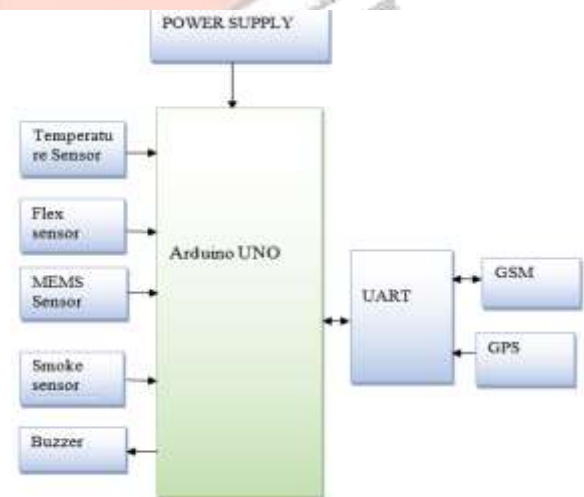 POWER SUPPLY
Temperatu
re Sensor
Flex
sensor
MEMS
Sensor
Smoke
sensor
Buzzer
Arduino UNO
UART
GSM
GPS